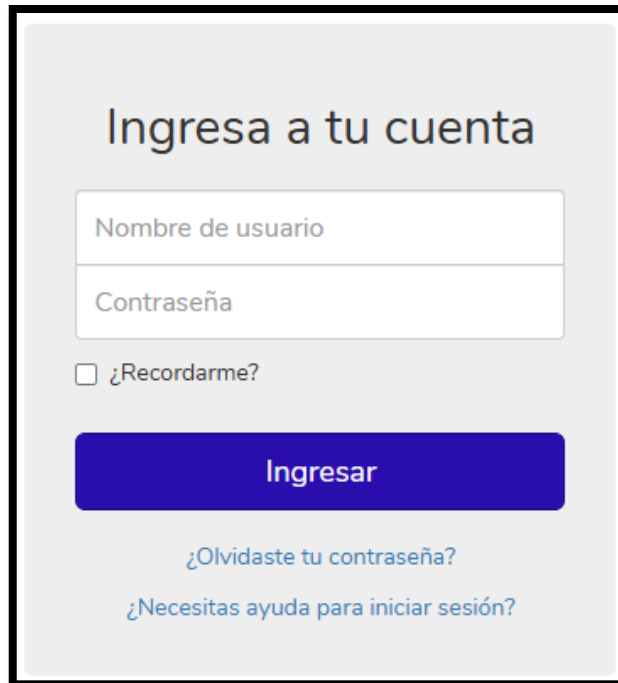 Ingresa a tu cuenta
Nombre de usuario
Contraseña
¿Recordarme?
Ingresar
¿Olvidaste tu contraseña?
¿Necesitas ayuda para iniciar sesión?